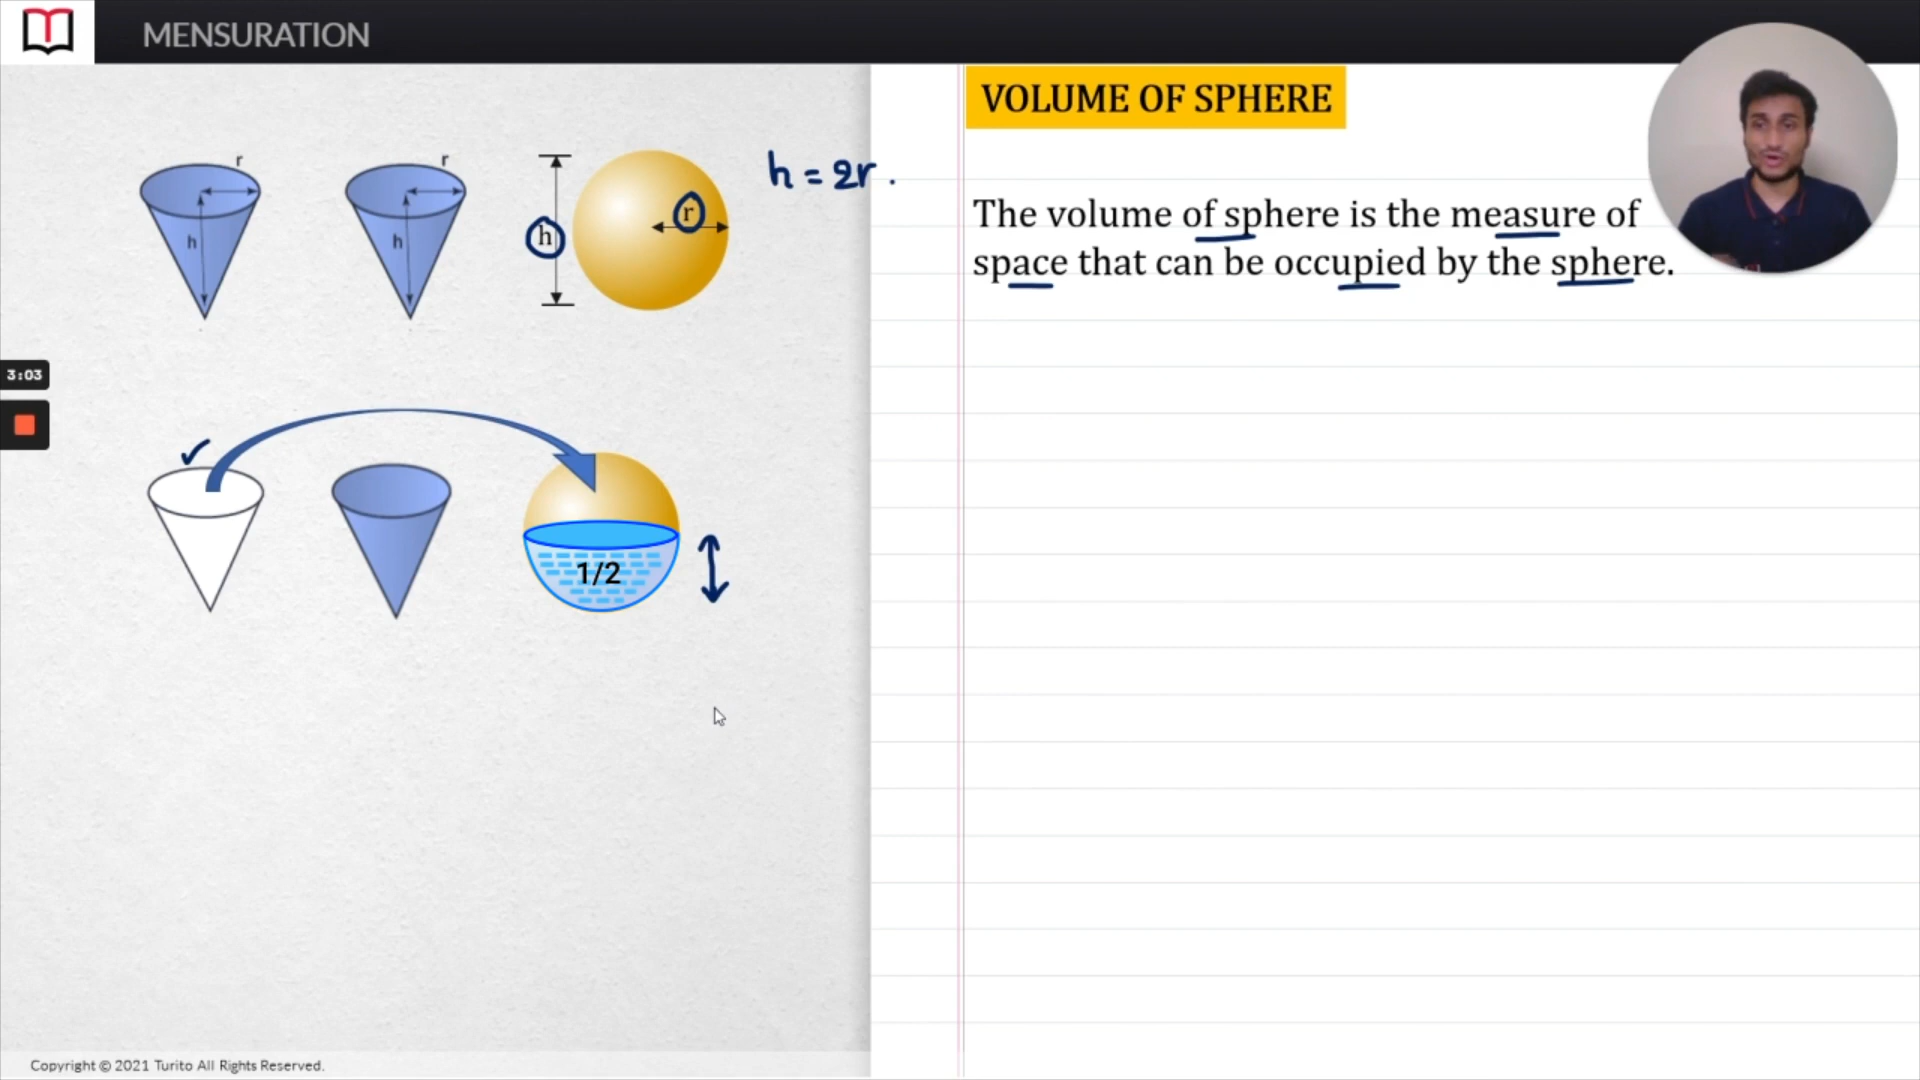 MENSURATION
VOLUME OF SPHERE
r
r
h = 2r.
r
h
h
h
The volume of sphere is the measure of
space that can be occupied by the sphere.
3:03
1/2
Copyright © 2021 Turito All Rights Reserved.